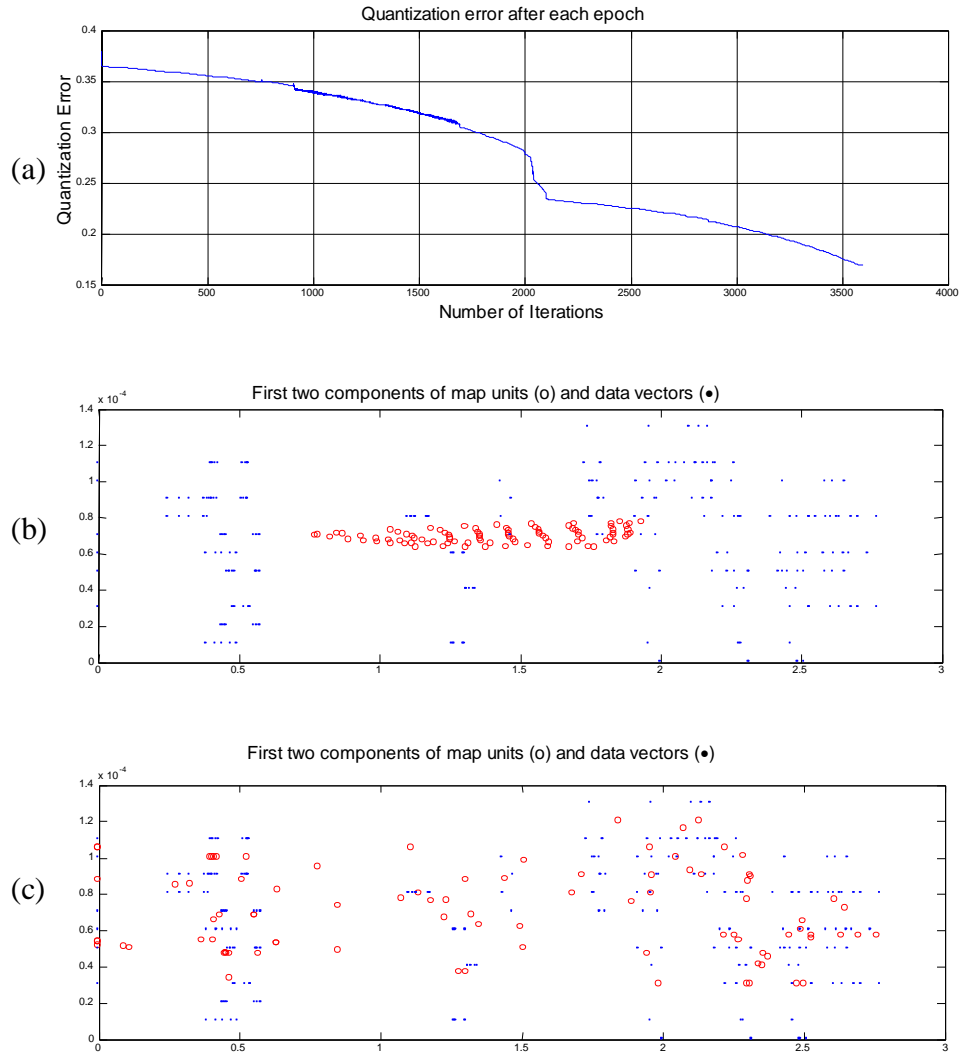 Quantization error after each epoch
0.4
0.35
0.3
0.25
0.2
0.15
Quantization Error
(a)
0 500 1000 1500 2000 2500 3000 3500 4000
Number of Iterations
First two components of map units (o) and data vectors (•)
x 10^-4
1.4
1.2
1
0.8
0.6
0.4
0.2
0
(b)
0 0.5 1 1.5 2 2.5 3
First two components of map units (o) and data vectors (•)
x 10^-4
1.4
1.2
1
0.8
0.6
0.4
0.2
0
(c)
0 0.5 1 1.5 2 2.5 3